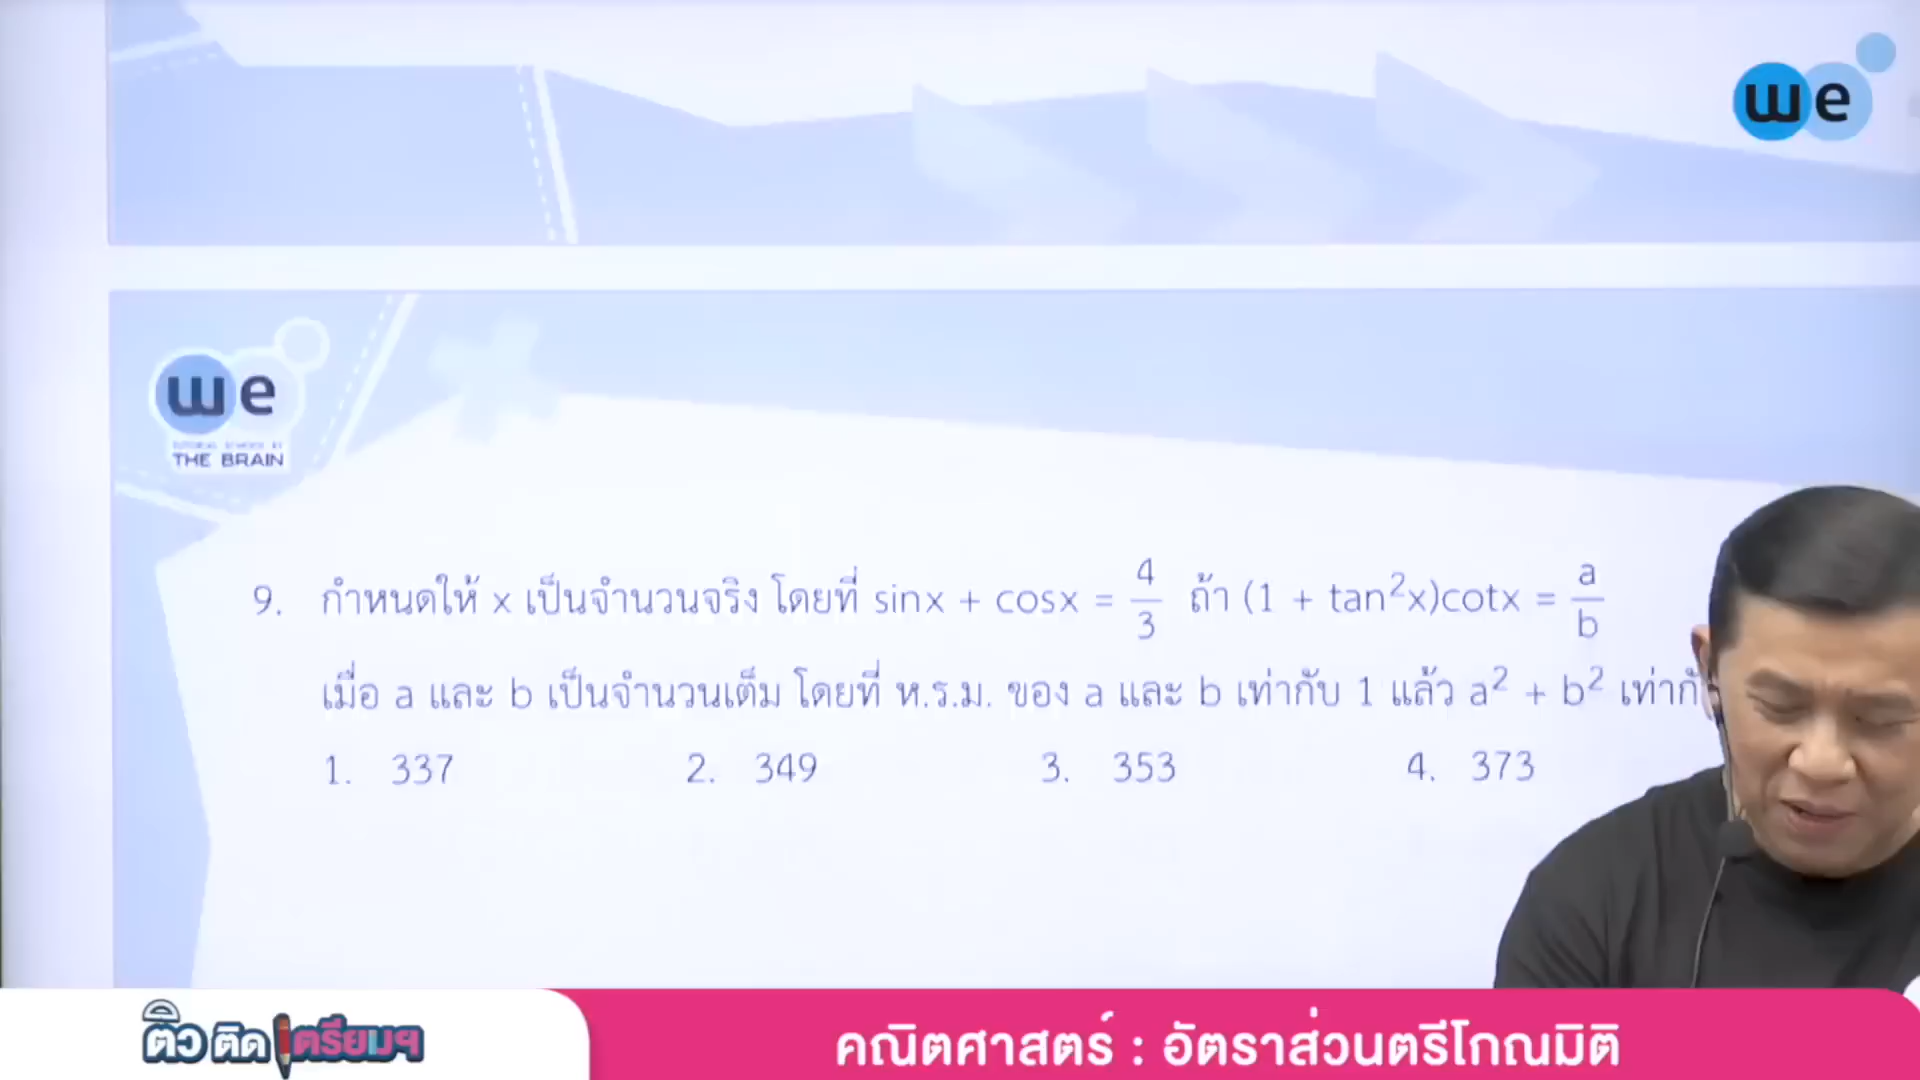 we
we
THE BRAIN
9. กำหนดให้ x เป็นจำนวนจริง โดยที่ sinx + cosx = 4/3 ถ้า (1 + tan²x)cotx = a/b
เมื่อ a และ b เป็นจำนวนเต็ม โดยที่ ห.ร.ม. ของ a และ b เท่ากับ 1 แล้ว a² + b²
1. 337 2. 349 3. 353 4. 373
ติว ติด เตรียมฯ
คณิตศาสตร์ : อัตราส่วนตรีโกณมิติ